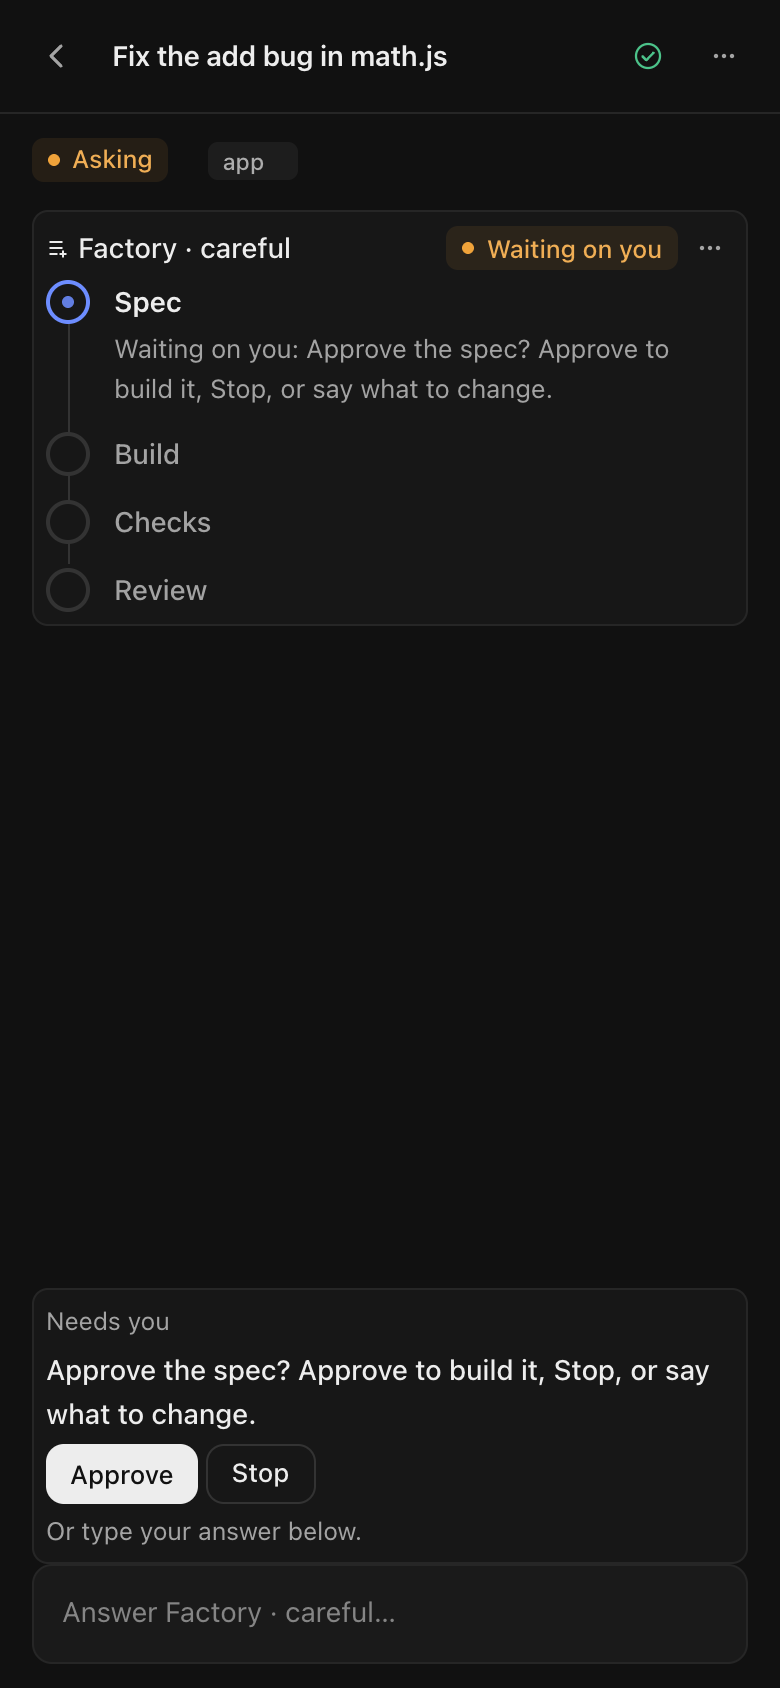 Fix the add bug in math.js
Asking
app
Factory · careful
Waiting on you
Spec
Waiting on you: Approve the spec? Approve to
build it, Stop, or say what to change.
Build
Checks
Review
Needs you
Approve the spec? Approve to build it, Stop, or say
what to change.
Approve
Stop
Or type your answer below.
Answer Factory · careful...